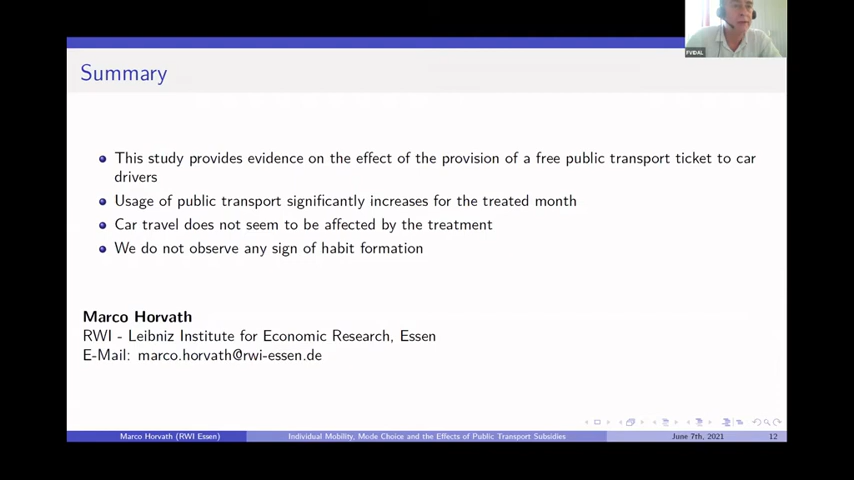 FVIDAL
Summary
This study provides evidence on the effect of the provision of a free public transport ticket to car
drivers
Usage of public transport significantly increases for the treated month
Car travel does not seem to be affected by the treatment
We do not observe any sign of habit formation
Marco Horvath
RWI - Leibniz Institute for Economic Research, Essen
E-Mail: marco.horvath@rwi-essen.de
Marco Horvath (RWI Essen) Individual Mobility, Mode Choice and the Effects of Public Transport Subsidies June 7th, 2021 12